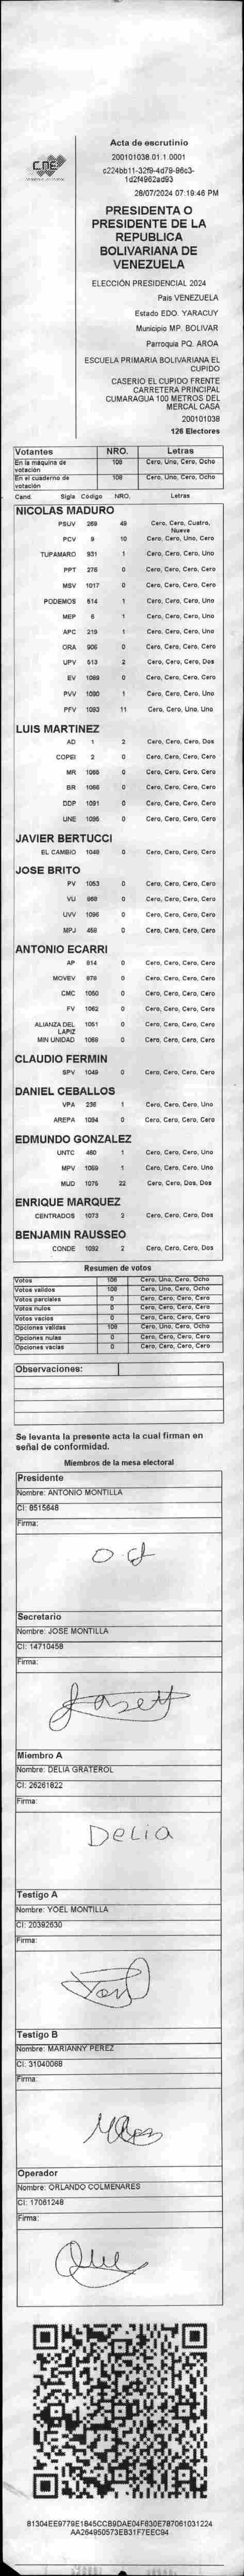 Acta de escrutinio
200101038.01.1.0001
c224bb11-32f9-4d79-96c3-
1d2f4962ad93
28/07/2024 07:19:46 PM
CNE
PRESIDENTA O
PRESIDENTE DE LA
REPUBLICA
BOLIVARIANA DE
VENEZUELA
ELECCIÓN PRESIDENCIAL 2024
Pais VENEZUELA
Estado EDO. YARACUY
Municipio MP. BOLIVAR
Parroquia PQ. AROA
ESCUELA PRIMARIA BOLIVARIANA EL
CUPIDO
CASERIO EL CUPIDO FRENTE
CARRETERA PRINCIPAL
CUMARAGUA 100 METROS DEL
MERCAL CASA
200101038
126 Electores
Votantes NRO. Letras
En la máquina de votación 108 Cero, Uno, Cero, Ocho
En el cuaderno de votación 108 Cero, Uno, Cero, Ocho
Cand. Sigla Código NRO. Letras
NICOLAS MADURO
PSUV 269 49 Cero, Cero, Cuatro, Nueve
PCV 9 10 Cero, Cero, Uno, Cero
TUPAMARO 931 1 Cero, Cero, Cero, Uno
PPT 276 0 Cero, Cero, Cero, Cero
MSV 1017 0 Cero, Cero, Cero, Cero
PODEMOS 514 1 Cero, Cero, Cero, Uno
MEP 6 1 Cero, Cero, Cero, Uno
APC 219 1 Cero, Cero, Cero, Uno
ORA 906 0 Cero, Cero, Cero, Cero
UPV 513 2 Cero, Cero, Cero, Dos
EV 1089 0 Cero, Cero, Cero, Cero
PVV 1090 1 Cero, Cero, Cero, Uno
PFV 1093 11 Cero, Cero, Uno, Uno
LUIS MARTINEZ
AD 1 2 Cero, Cero, Cero, Dos
COPEI 2 0 Cero, Cero, Cero, Cero
MR 1065 0 Cero, Cero, Cero, Cero
BR 1066 0 Cero, Cero, Cero, Cero
DDP 1091 0 Cero, Cero, Cero, Cero
UNE 1095 0 Cero, Cero, Cero, Cero
JAVIER BERTUCCI
EL CAMBIO 1048 0 Cero, Cero, Cero, Cero
JOSE BRITO
PV 1053 0 Cero, Cero, Cero, Cero
VU 868 0 Cero, Cero, Cero, Cero
UVV 1096 0 Cero, Cero, Cero, Cero
MPJ 458 0 Cero, Cero, Cero, Cero
ANTONIO ECARRI
AP 914 0 Cero, Cero, Cero, Cero
MOVEV 878 0 Cero, Cero, Cero, Cero
CMC 1050 0 Cero, Cero, Cero, Cero
FV 1062 0 Cero, Cero, Cero, Cero
ALIANZA DEL LAPIZ 1051 0 Cero, Cero, Cero, Cero
MIN UNIDAD 1068 0 Cero, Cero, Cero, Cero
CLAUDIO FERMIN
SPV 1049 0 Cero, Cero, Cero, Cero
DANIEL CEBALLOS
VPA 236 1 Cero, Cero, Cero, Uno
AREPA 1094 0 Cero, Cero, Cero, Cero
EDMUNDO GONZALEZ
UNTC 460 1 Cero, Cero, Cero, Uno
MPV 1069 1 Cero, Cero, Cero, Uno
MUD 1075 22 Cero, Cero, Dos, Dos
ENRIQUE MARQUEZ
CENTRADOS 1073 2 Cero, Cero, Cero, Dos
BENJAMIN RAUSSEO
CONDE 1092 2 Cero, Cero, Cero, Dos
Resumen de votos
Votos 108 Cero, Uno, Cero, Ocho
Votos validos 108 Cero, Uno, Cero, Ocho
Votos parciales 0 Cero, Cero, Cero, Cero
Votos nulos 0 Cero, Cero, Cero, Cero
Votos vacíos 0 Cero, Cero, Cero, Cero
Opciones validas 108 Cero, Uno, Cero, Ocho
Opciones nulas 0 Cero, Cero, Cero, Cero
Opciones vacias 0 Cero, Cero, Cero, Cero
Observaciones:
Se levanta la presente acta la cual firman en
señal de conformidad.
Miembros de la mesa electoral
Presidente
Nombre: ANTONIO MONTILLA
CI: 8515648
Firma:
Secretario
Nombre: JOSE MONTILLA
CI: 14710458
Firma:
Miembro A
Nombre: DELIA GRATEROL
CI: 26261822
Firma:
Delia
Testigo A
Nombre: YOEL MONTILLA
CI: 20392630
Firma:
Testigo B
Nombre: MARIANNY PEREZ
CI: 31040068
Firma:
Operador
Nombre: ORLANDO COLMENARES
CI: 17061248
Firma:
81304EE9779E1845CCB9DAE04F630E787061031224
AA264950573EB31F7EEC94